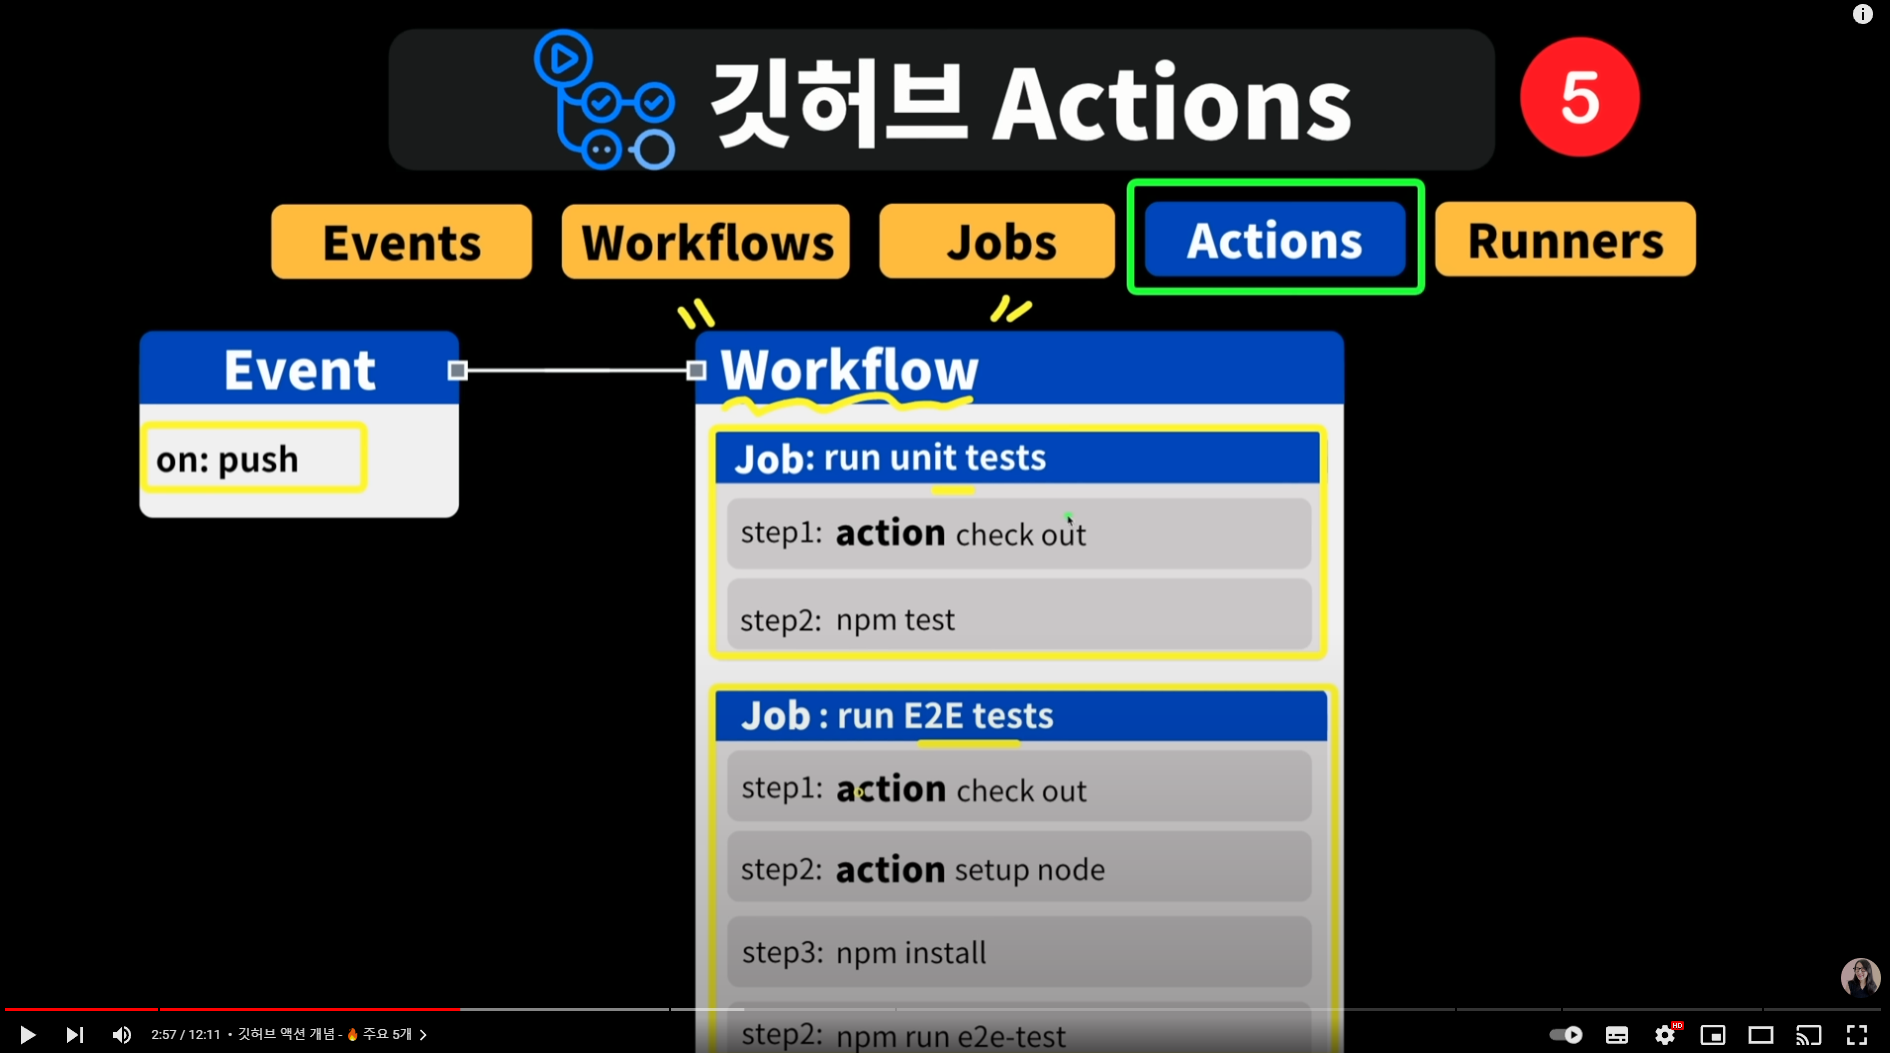 깃허브 Actions
5
Events
Workflows
Jobs
Actions
Runners
Event
on: push
Workflow
Job: run unit tests
step1: action check out
step2: npm test
Job : run E2E tests
step1: action check out
step2: action setup node
step3: npm install
step2: npm run e2e-test
2:57 / 12:11 • 깃허브 액션 개념 - 🔥 주요 5개
HD